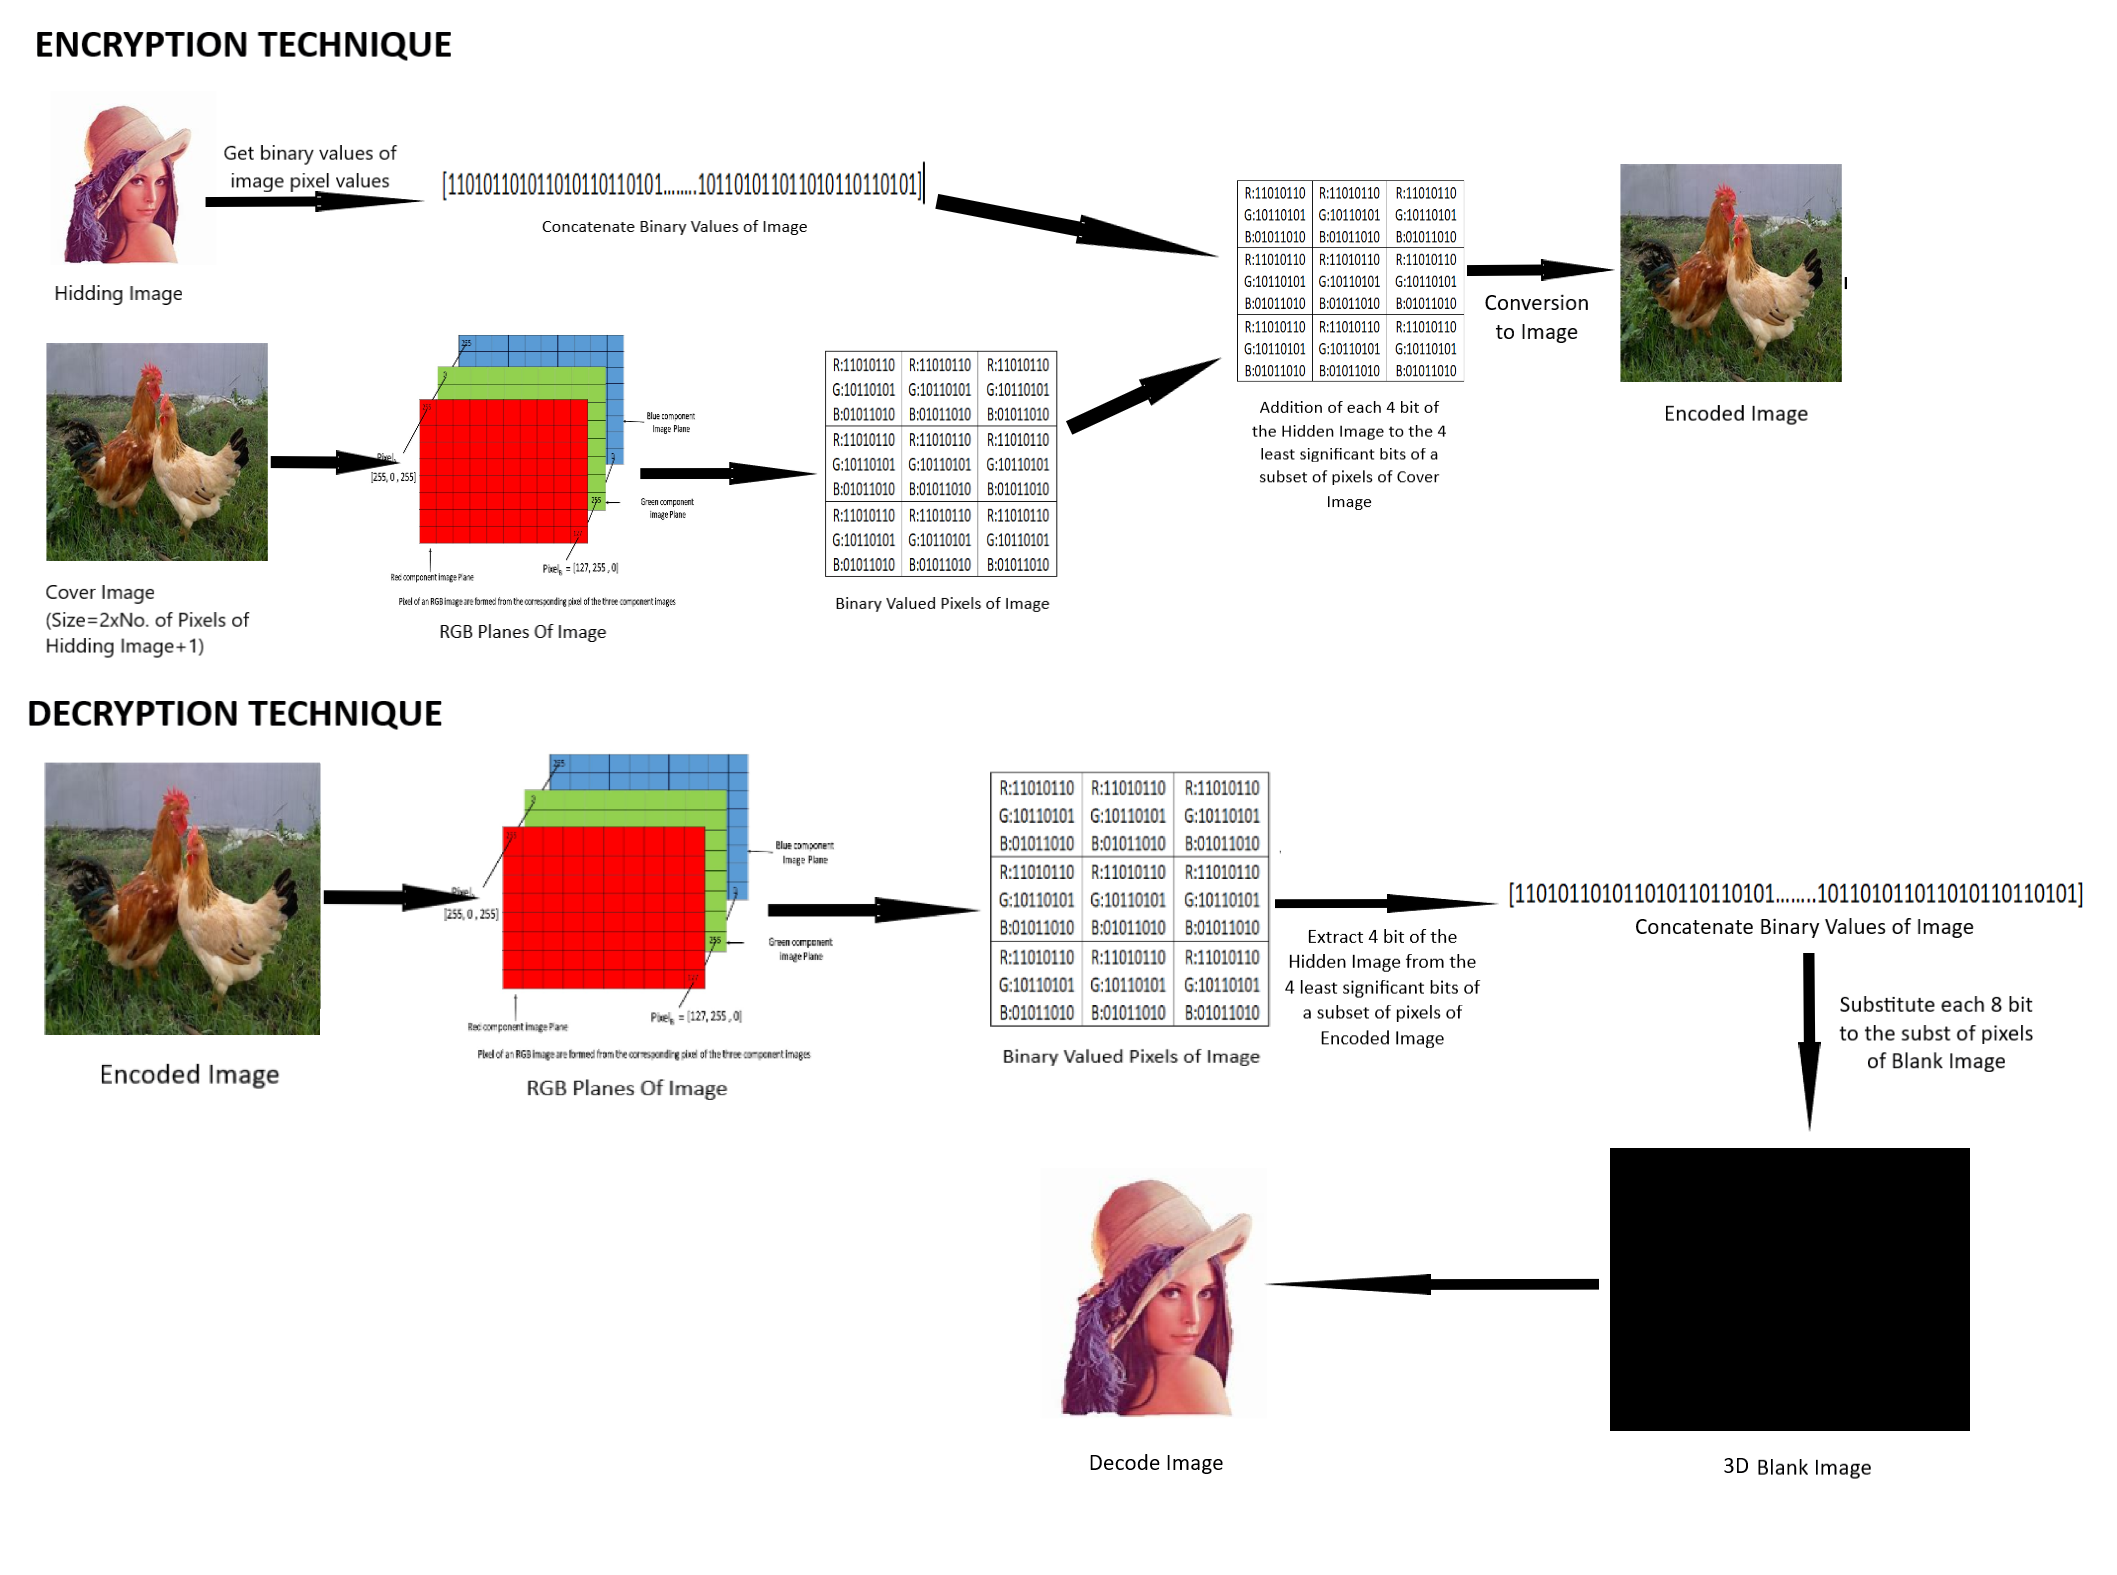 ENCRYPTION TECHNIQUE
Get binary values of
image pixel values
[110101101011010110110101........101101011011010110110101]
Concatenate Binary Values of Image
Hidding Image
R:11010110 R:11010110 R:11010110
G:10110101 G:10110101 G:10110101
B:01011010 B:01011010 B:01011010
R:11010110 R:11010110 R:11010110
G:10110101 G:10110101 G:10110101
B:01011010 B:01011010 B:01011010
R:11010110 R:11010110 R:11010110
G:10110101 G:10110101 G:10110101
B:01011010 B:01011010 B:01011010
Addition of each 4 bit of
the Hidden Image to the 4
least significant bits of a
subset of pixels of Cover
Image
Conversion
to Image
Encoded Image
Cover Image
(Size=2xNo. of Pixels of
Hidding Image+1)
255
Blue component
Image Plane
Pixel
[255, 0 , 255]
255
Green component
image Plane
Red component image Plane
PixelB = [127, 255 , 0]
Pixel of an RGB image are formed from the corresponding pixel of the three component images
RGB Planes Of Image
R:11010110 R:11010110 R:11010110
G:10110101 G:10110101 G:10110101
B:01011010 B:01011010 B:01011010
R:11010110 R:11010110 R:11010110
G:10110101 G:10110101 G:10110101
B:01011010 B:01011010 B:01011010
R:11010110 R:11010110 R:11010110
G:10110101 G:10110101 G:10110101
B:01011010 B:01011010 B:01011010
Binary Valued Pixels of Image
DECRYPTION TECHNIQUE
Encoded Image
255
Blue component
Image Plane
Pixel
[255, 0 , 255]
255
Green component
image Plane
Red component image Plane
PixelB = [127, 255 , 0]
Pixel of an RGB image are formed from the corresponding pixel of the three component images
RGB Planes Of Image
R:11010110 R:11010110 R:11010110
G:10110101 G:10110101 G:10110101
B:01011010 B:01011010 B:01011010
R:11010110 R:11010110 R:11010110
G:10110101 G:10110101 G:10110101
B:01011010 B:01011010 B:01011010
R:11010110 R:11010110 R:11010110
G:10110101 G:10110101 G:10110101
B:01011010 B:01011010 B:01011010
Binary Valued Pixels of Image
Extract 4 bit of the
Hidden Image from the
4 least significant bits of
a subset of pixels of
Encoded Image
[110101101011010110110101........101101011011010110110101]
Concatenate Binary Values of Image
Substitute each 8 bit
to the subst of pixels
of Blank Image
3D Blank Image
Decode Image